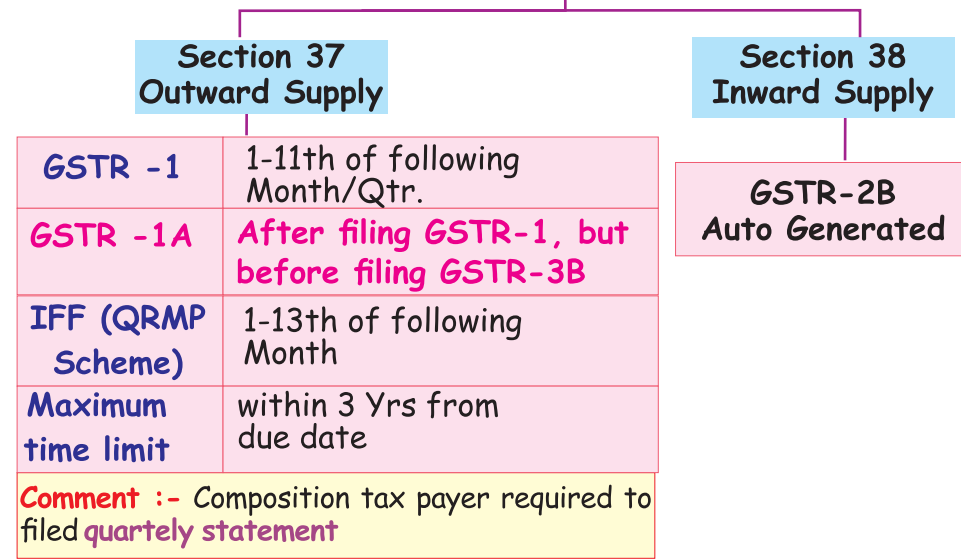 Section 37
Outward Supply
Section 38
Inward Supply
GSTR -1
1-11th of following
Month/Qtr.
GSTR -1A
After filing GSTR-1, but
before filing GSTR-3B
IFF (QRMP
Scheme)
1-13th of following
Month
Maximum
time limit
within 3 Yrs from
due date
Comment :- Composition tax payer required to
filed quartely statement
GSTR-2B
Auto Generated